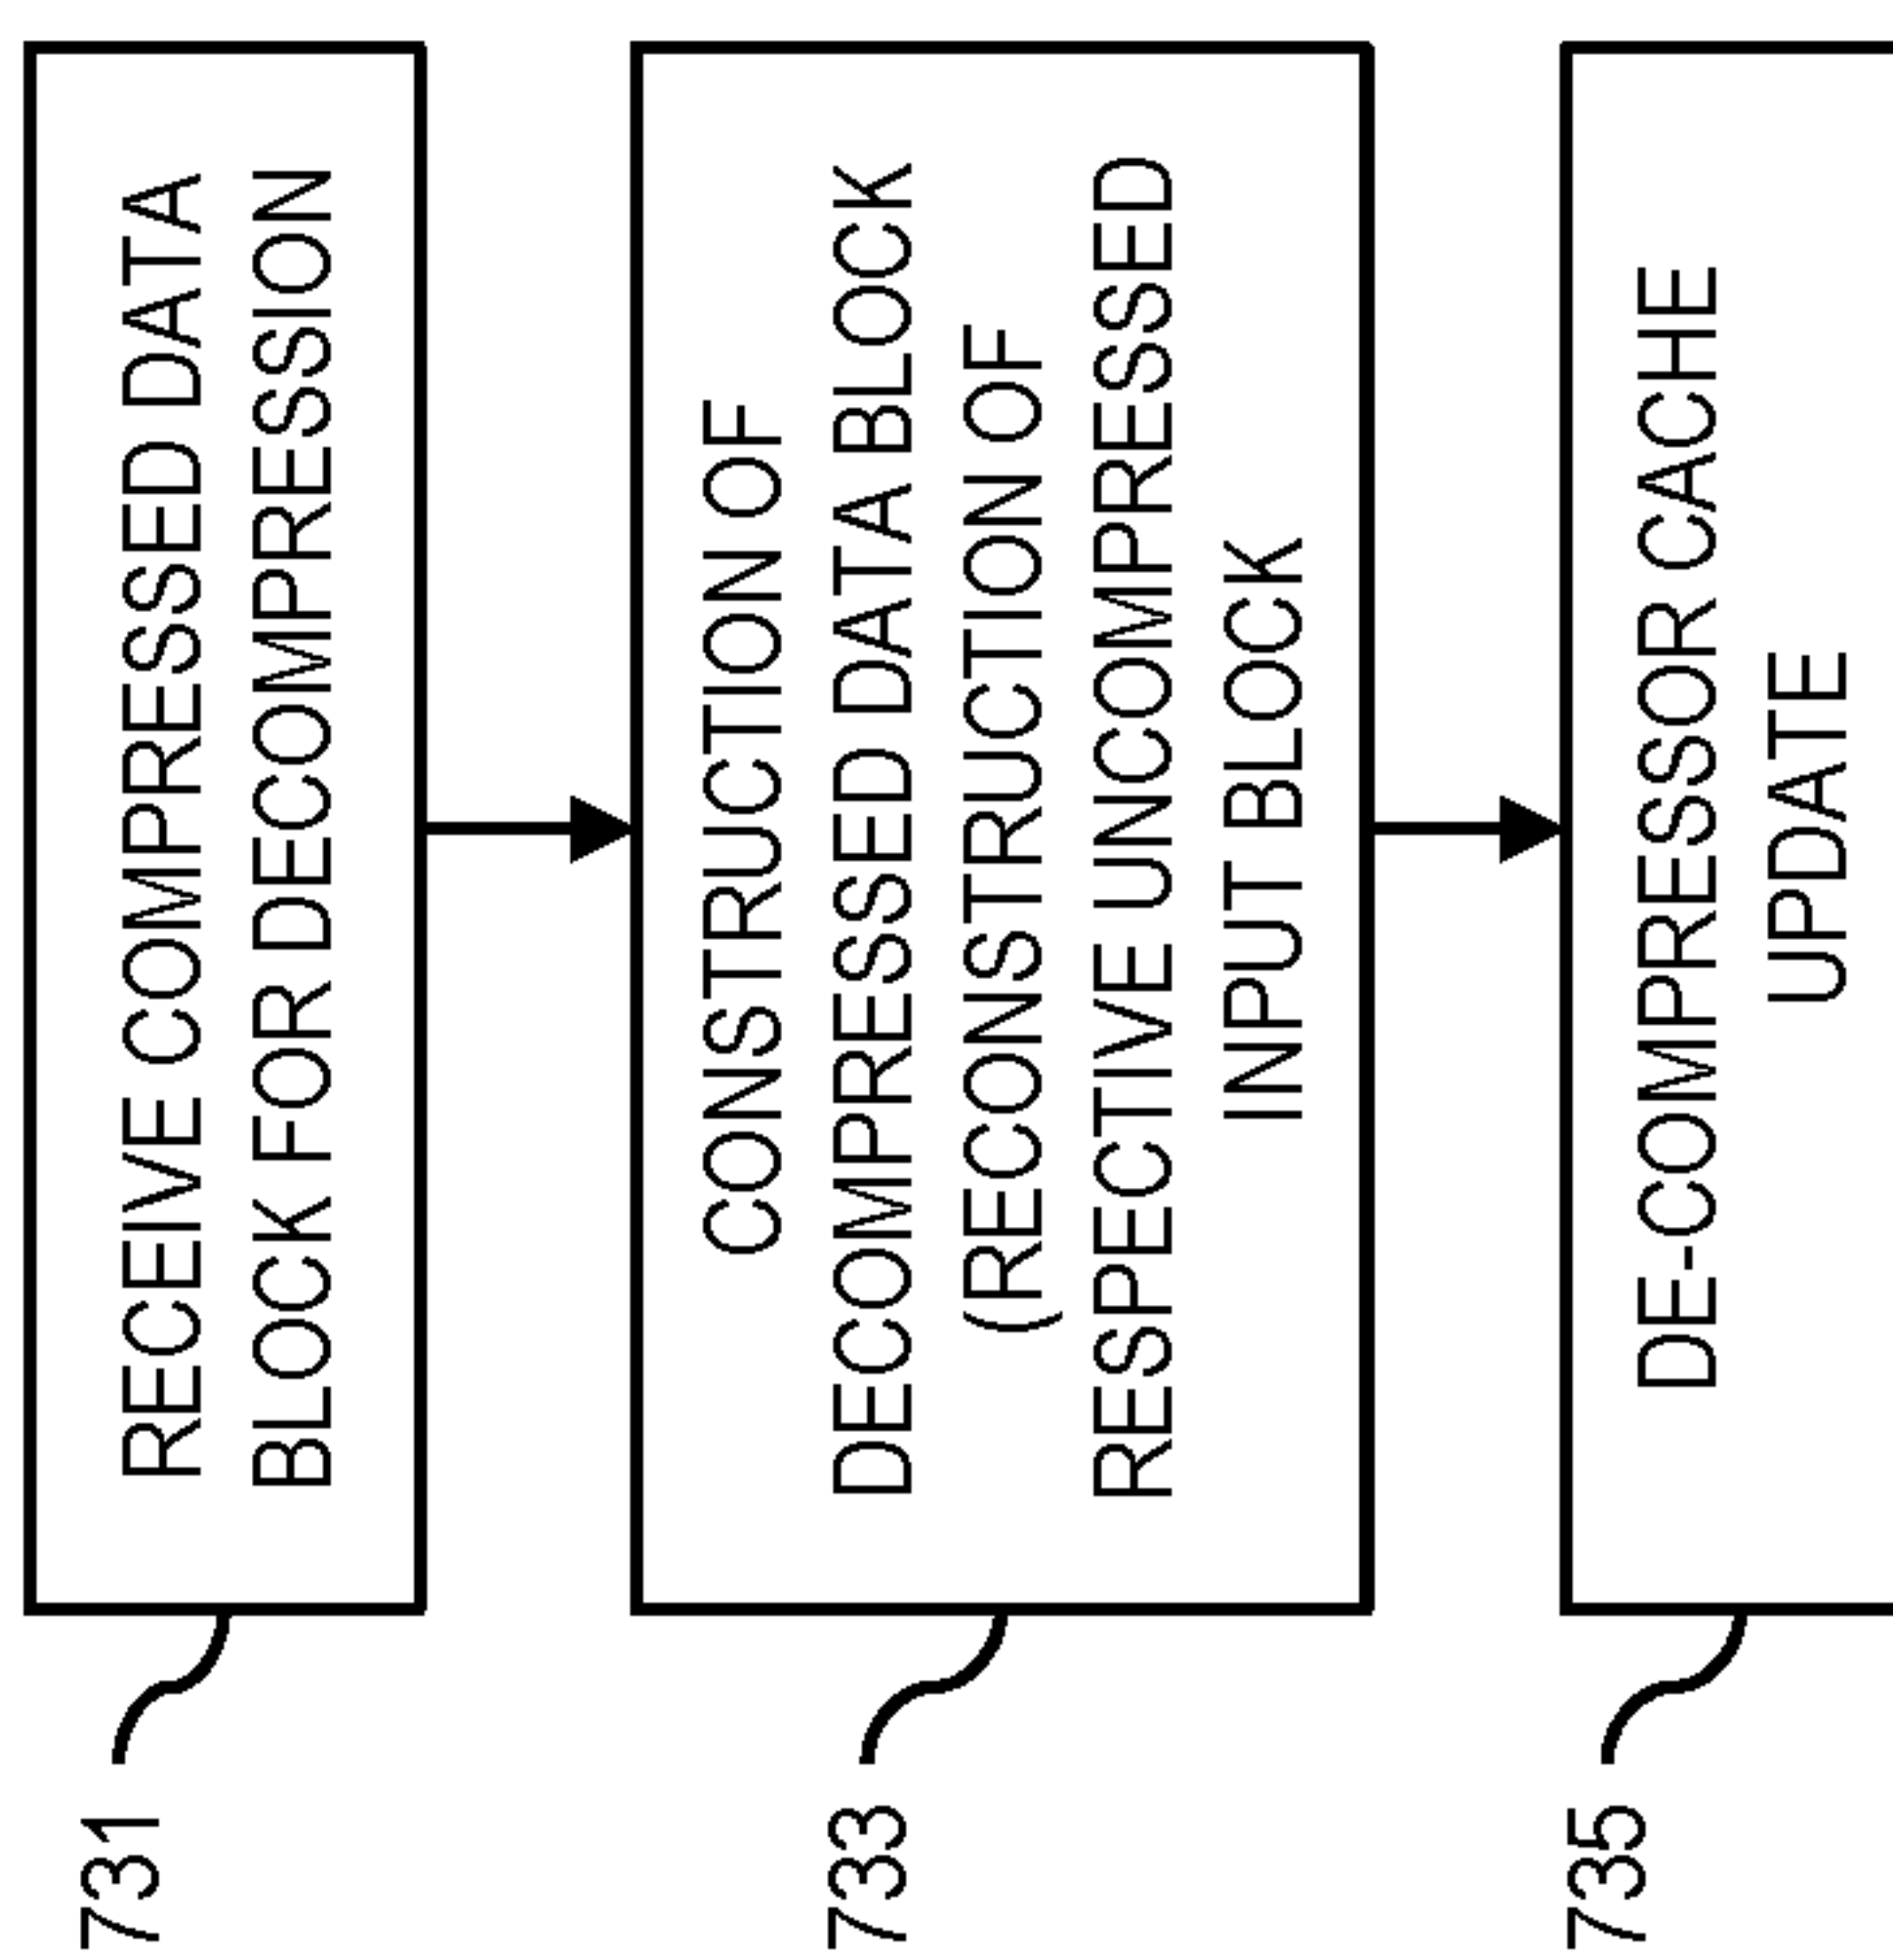 731
RECEIVE COMPRESSED DATA
BLOCK FOR DECOMPRESSION
733
CONSTRUCTION OF
DECOMPRESSED DATA BLOCK
(RECONSTRUCTION OF
RESPECTIVE UNCOMPRESSED
INPUT BLOCK
735
DE-COMPRESSOR CACHE
UPDATE